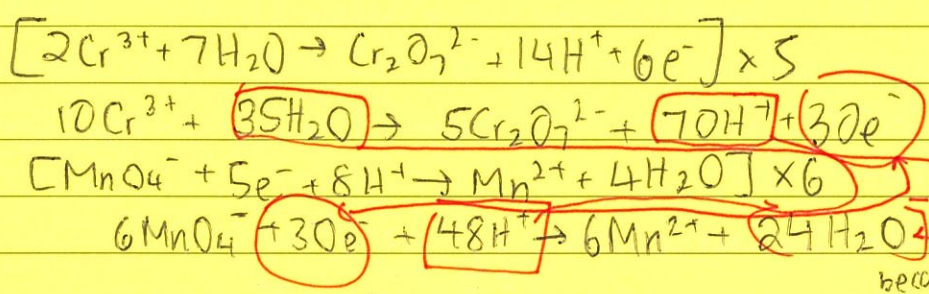 [2Cr³⁺ + 7H₂O → Cr₂O₇²⁻ + 14H⁺ + 6e⁻] × 5
10Cr³⁺ + 35H₂O → 5Cr₂O₇²⁻ + 70H⁺ + 30e⁻
[MnO₄⁻ + 5e⁻ + 8H⁺ → Mn²⁺ + 4H₂O] × 6
6MnO₄⁻ + 30e⁻ + 48H⁺ → 6Mn²⁺ + 24H₂O